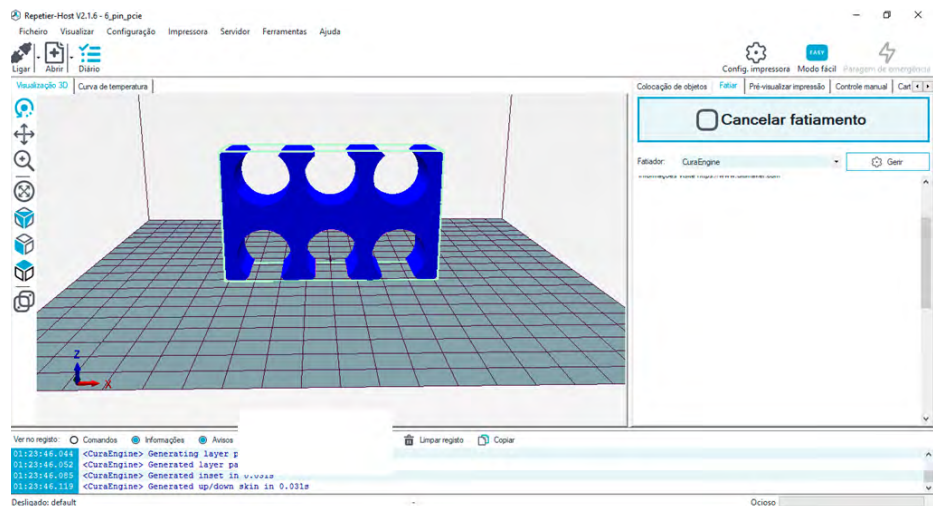 Repetier-Host V2.1.6 - 6_pin_pcie
Ficheiro Visualizar Configuração Impressora Servidor Ferramentas Ajuda
Ligar Abrir Diário
EASY
Config. impressora Modo fácil Paragem de emergência
Visualização 3D Curva de temperatura
Colocação de objetos Fatiar Pré-visualizar impressão Controle manual Cart
Cancelar fatiamento
Fatiador: CuraEngine Gerir
Z
X
Ver no registo: Comandos Informações Avisos Limpar registo Copiar
01:23:46.044 <CuraEngine> Generating layer p
01:23:46.052 <CuraEngine> Generated layer pa
01:23:46.085 <CuraEngine> Generated inset in 0.031s
01:23:46.119 <CuraEngine> Generated up/down skin in 0.031s
Desligado: default - Ocioso